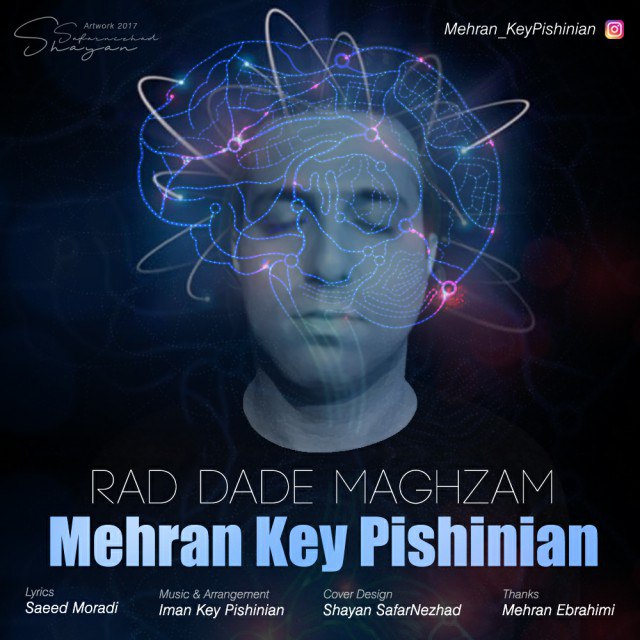 Artwork 2017
Shayan
SafarNezhad
Mehran_KeyPishinian
RAD DADE MAGHZAM
Mehran Key Pishinian
Lyrics
Saeed Moradi
Music & Arrangement
Iman Key Pishinian
Cover Design
Shayan SafarNezhad
Thanks
Mehran Ebrahimi